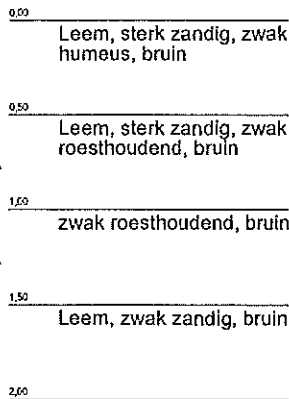 0,00
Leem, sterk zandig, zwak
humeus, bruin
0,50
Leem, sterk zandig, zwak
roesthoudend, bruin
1,00
zwak roesthoudend, bruin
1,50
Leem, zwak zandig, bruin
2,00